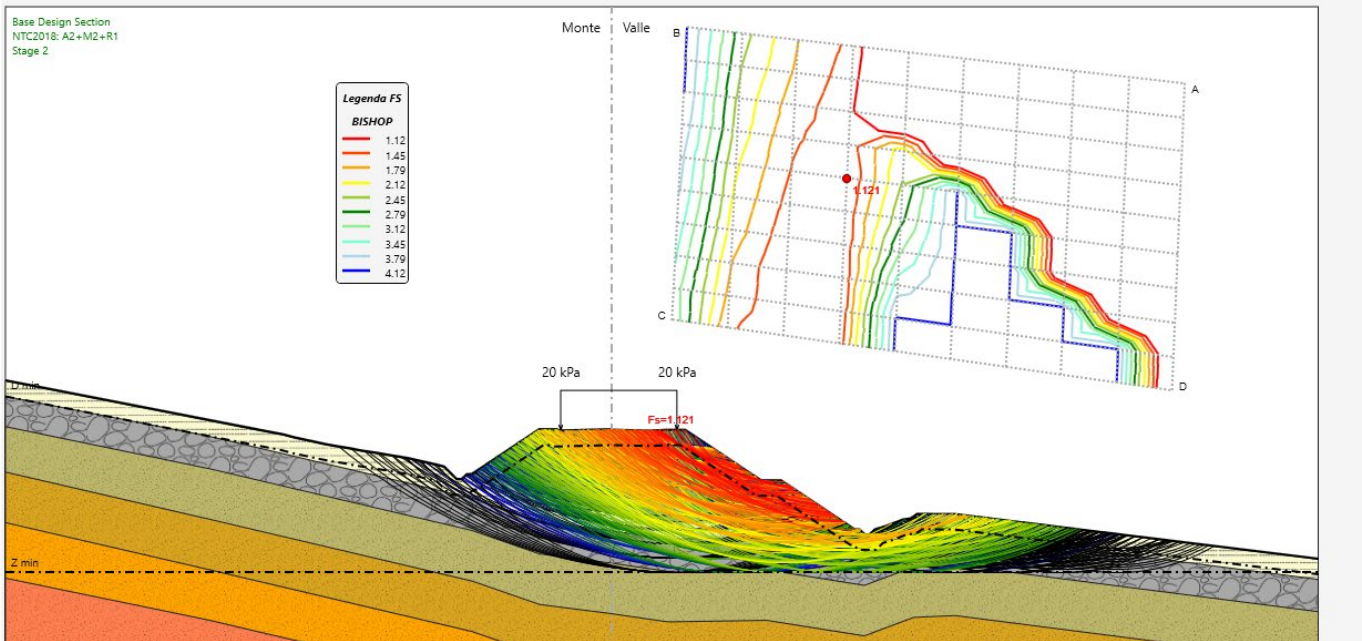 Base Design Section
NTC2018: A2+M2+R1
Stage 2
Monte
Valle
B
A
Legenda FS
BISHOP
1.12
1.45
1.79
2.12
2.45
2.79
3.12
3.45
3.79
4.12
1.121
C
D
20 kPa
20 kPa
D min
Fs=1.121
Z min